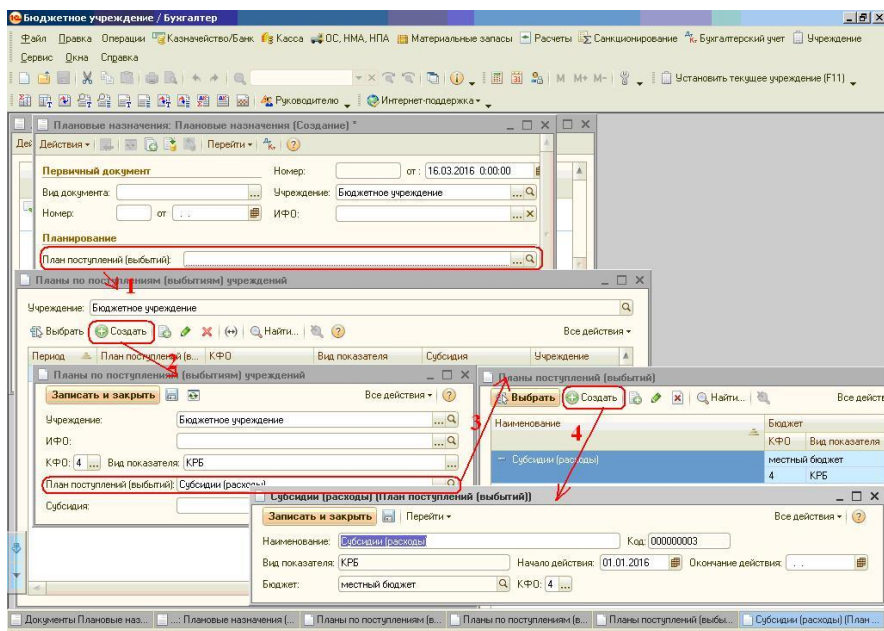 Бюджетное учреждение / Бухгалтер
Файл Правка Операции Казначейство/Банк Касса ОС, НМА, НПА Материальные запасы Расчеты Санкционирование Бухгалтерский учет Учреждение
Сервис Окна Справка
M M+ M- Установить текущее учреждение (F11)
Руководителю Интернет-поддержка
Плановые назначения: Плановые назначения (Создание) *
Дей Действия Перейти
Первичный документ Номер: от: 16.03.2016 0:00:00
Вид документа: ... Учреждение: Бюджетное учреждение ...
Номер: от . . ИФО: ...
Планирование
План поступлений (выбытий): ...
1
Планы по поступлениям (выбытиям) учреждений
Учреждение: Бюджетное учреждение
Выбрать Создать Найти... Все действия
2
Период План поступлений (в... КФО Вид показателя Субсидия Учреждение
Планы по поступлениям (выбытиям) учреждений
Записать и закрыть Все действия
Учреждение: Бюджетное учреждение ...
ИФО: ...
КФО: 4 ... Вид показателя: КРБ ...
План поступлений (выбытий): Субсидии (расходы) ...
Субсидия:
3
Планы поступлений (выбытий)
Выбрать Создать Найти... Все действ
4
Наименование Бюджет
КФО Вид показателя
Субсидии (расходы) местный бюджет
4 КРБ
Субсидии (расходы) (План поступлений (выбытий))
Записать и закрыть Перейти Все действия
Наименование: Субсидии (расходы) Код: 000000003
Вид показателя: КРБ Начало действия: 01.01.2016 Окончание действия: . .
Бюджет: местный бюджет КФО: 4 ...
Документы Плановые наз... ...: Плановые назначения (... Планы по поступлениям (в... Планы по поступлениям (в... Планы поступлений (выбы... Субсидии (расходы) (План ...